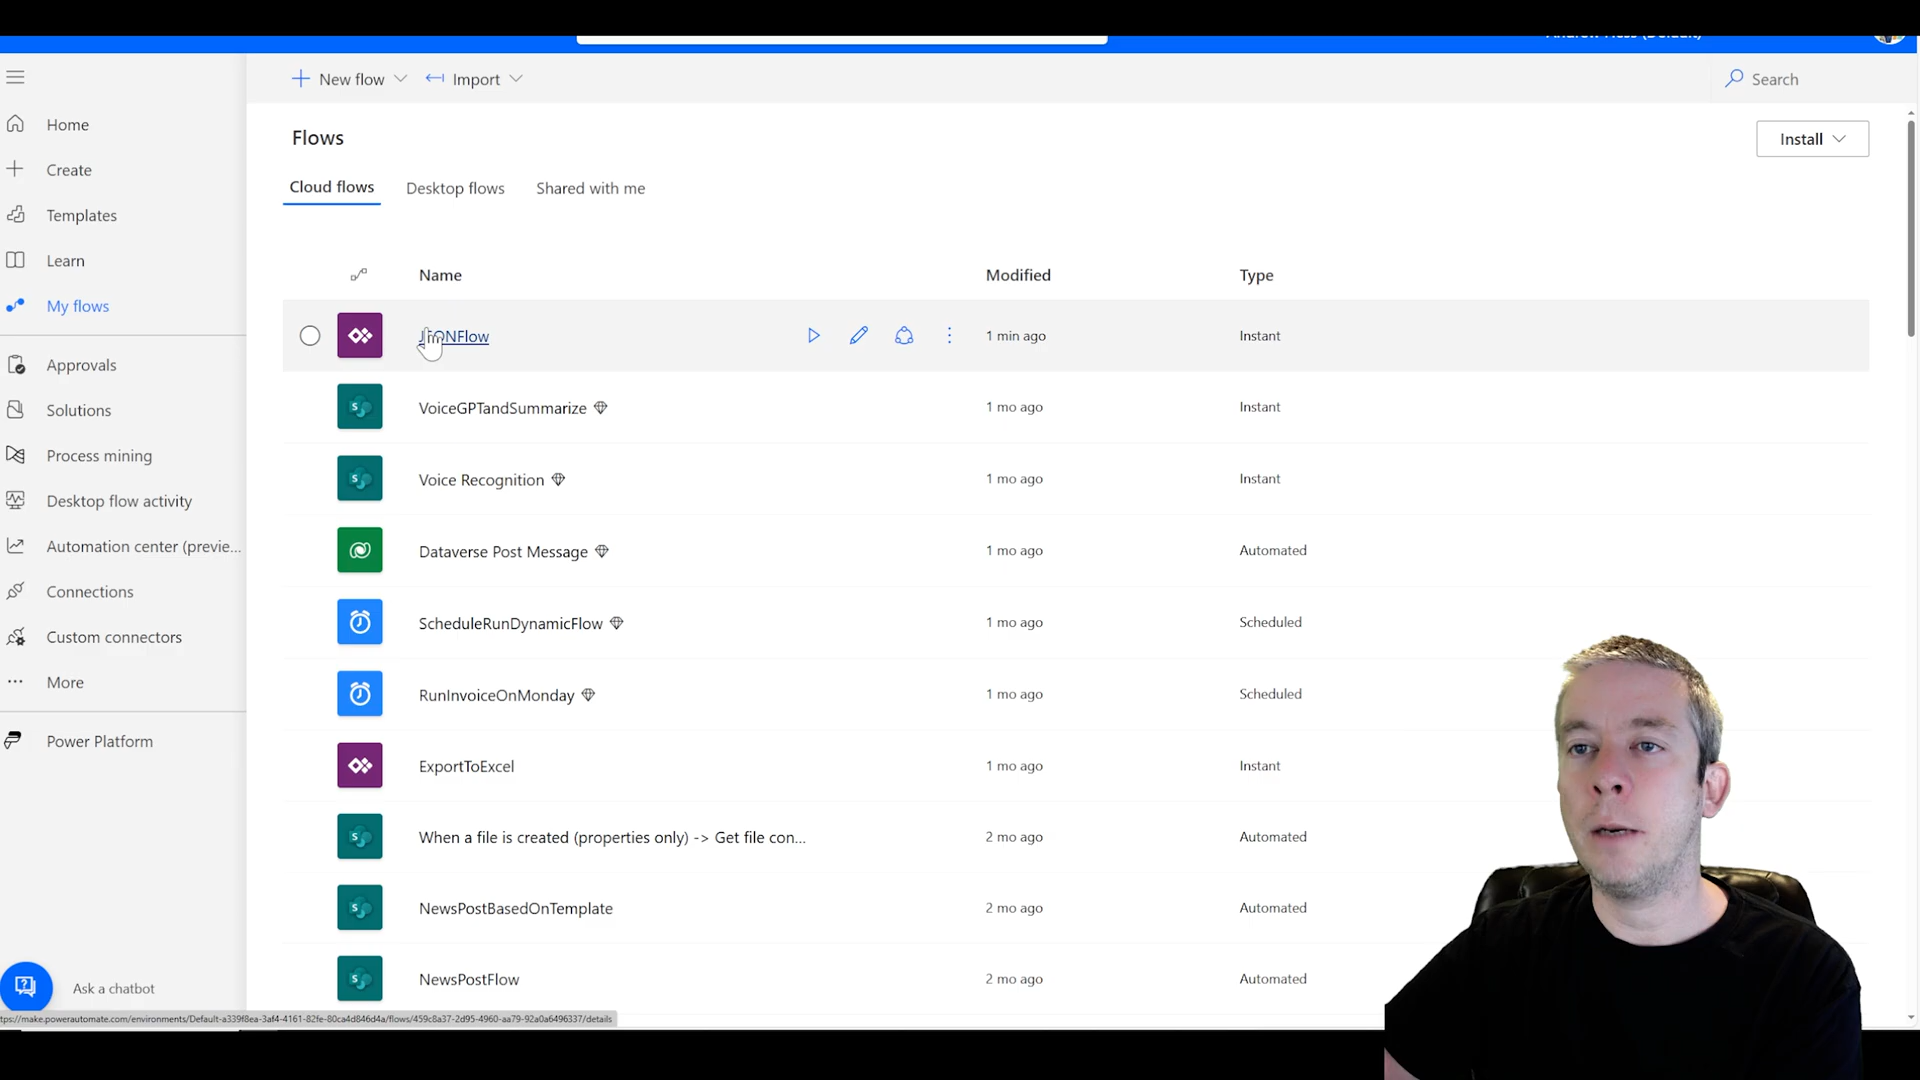 New flow
Import
Search
Home
Create
Templates
Learn
My flows
Approvals
Solutions
Process mining
Desktop flow activity
Automation center (previe...
Connections
Custom connectors
More
Power Platform
Ask a chatbot
Flows
Install
Cloud flows
Desktop flows
Shared with me
Name
Modified
Type
JSONFlow
1 min ago
Instant
VoiceGPTandSummarize
1 mo ago
Instant
Voice Recognition
1 mo ago
Instant
Dataverse Post Message
1 mo ago
Automated
ScheduleRunDynamicFlow
1 mo ago
Scheduled
RunInvoiceOnMonday
1 mo ago
Scheduled
ExportToExcel
1 mo ago
Instant
When a file is created (properties only) -> Get file con...
2 mo ago
Automated
NewsPostBasedOnTemplate
2 mo ago
Automated
NewsPostFlow
2 mo ago
Automated
tps://make.powerautomate.com/environments/Default-a339f8ea-3af4-4161-82fe-80ca4d846d4a/flows/459c8a37-2d95-4960-aa79-92a0a6496337/details